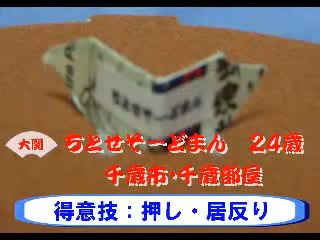 大関 ちとせそーどまん 24歳
千歳市・千歳部屋
得意技：押し・居反り